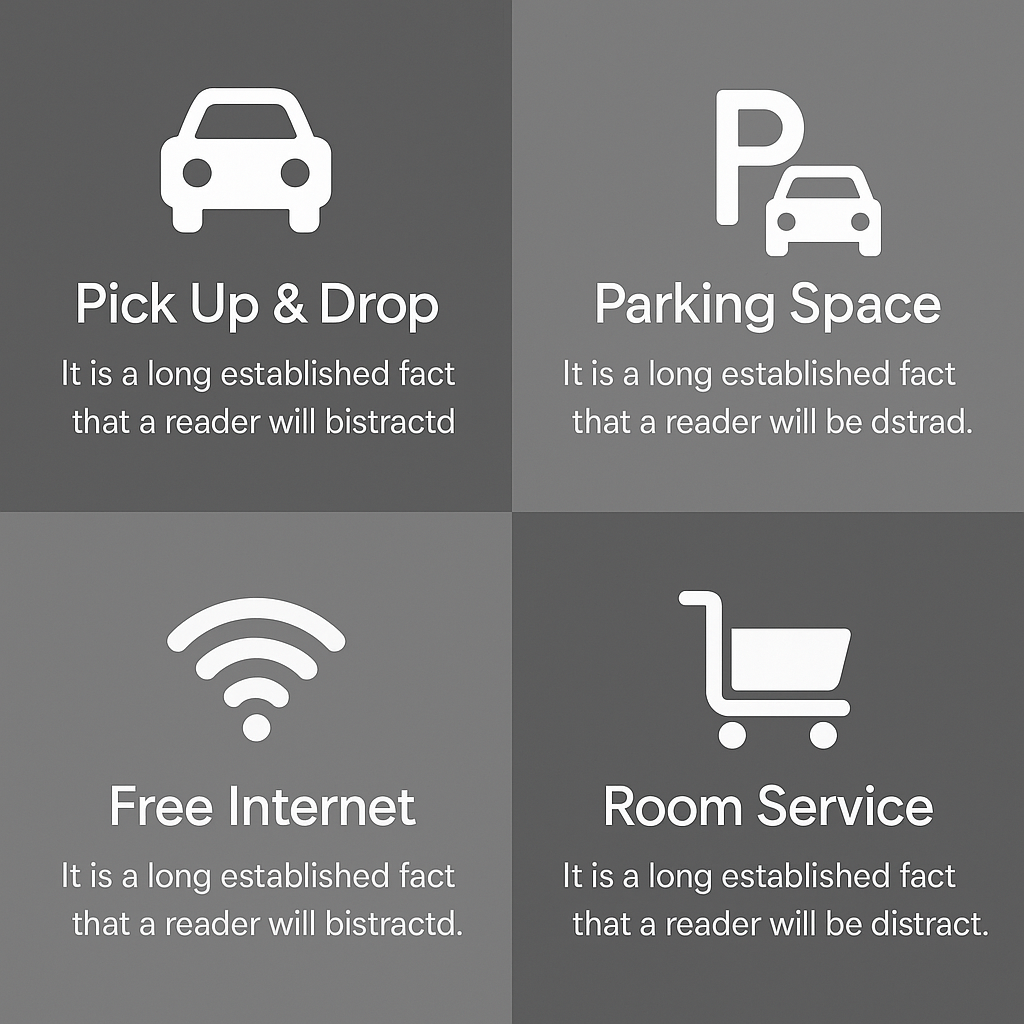 Pick Up & Drop
It is a long established fact
that a reader will bistractd
P
Parking Space
It is a long established fact
that a reader will be dstrad.
Free Internet
It is a long established fact
that a reader will bistractd.
Room Service
It is a long established fact
that a reader will be distract.